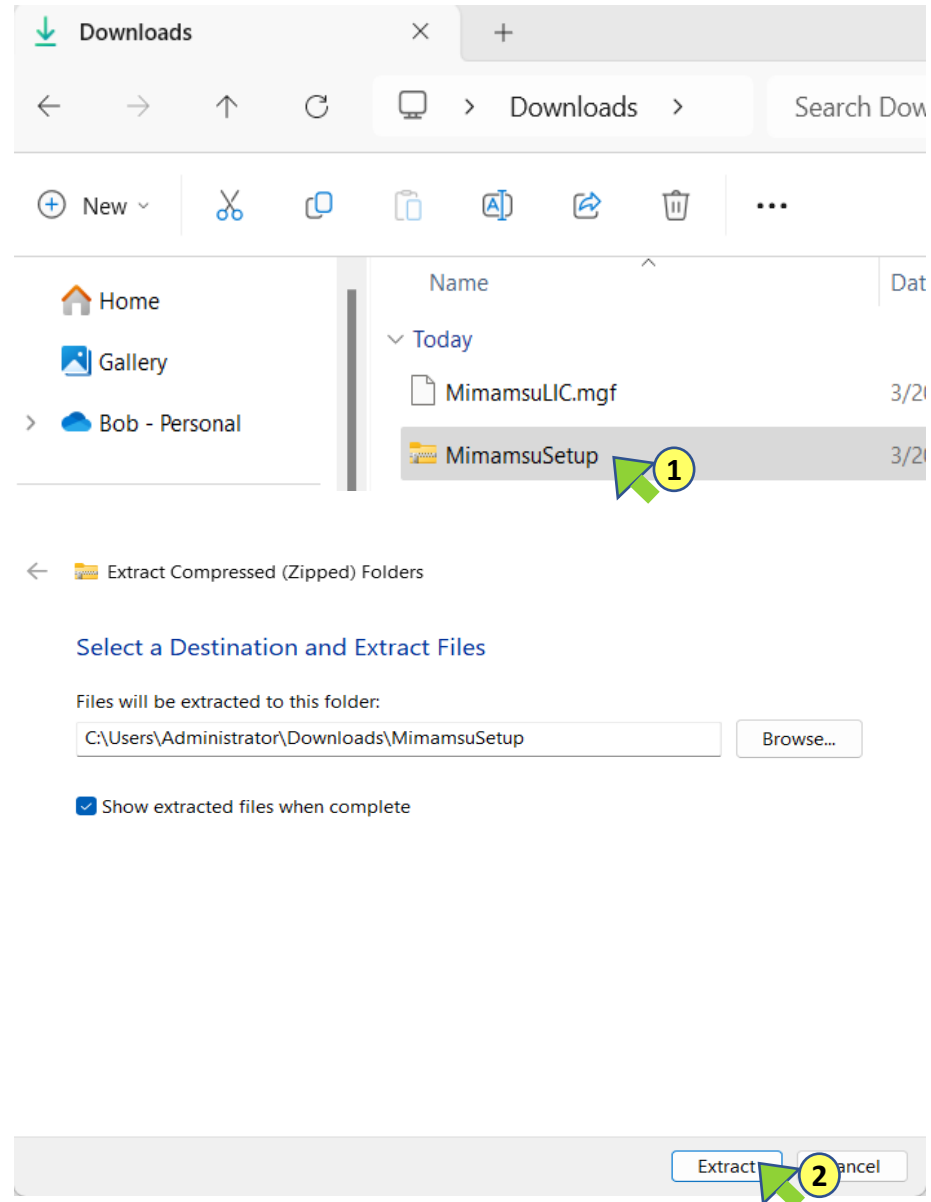 Downloads
Downloads
Search Dow
New
Name
Dat
Home
Today
Gallery
MimamsuLIC.mgf
3/20
Bob - Personal
MimamsuSetup
3/20
1
Extract Compressed (Zipped) Folders
Select a Destination and Extract Files
Files will be extracted to this folder:
C:\Users\Administrator\Downloads\MimamsuSetup
Browse...
Show extracted files when complete
Extract
2
ancel